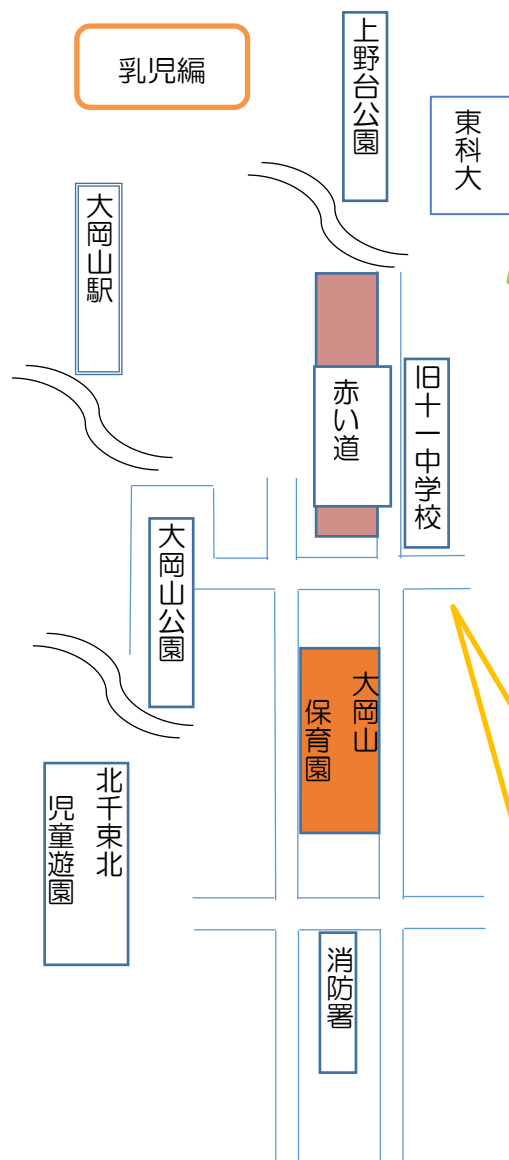 乳児編
上野台公園
東科大
大岡山駅
赤い道
旧十一中学校
大岡山公園
大岡山
保育園
北千束北
児童遊園
消防署